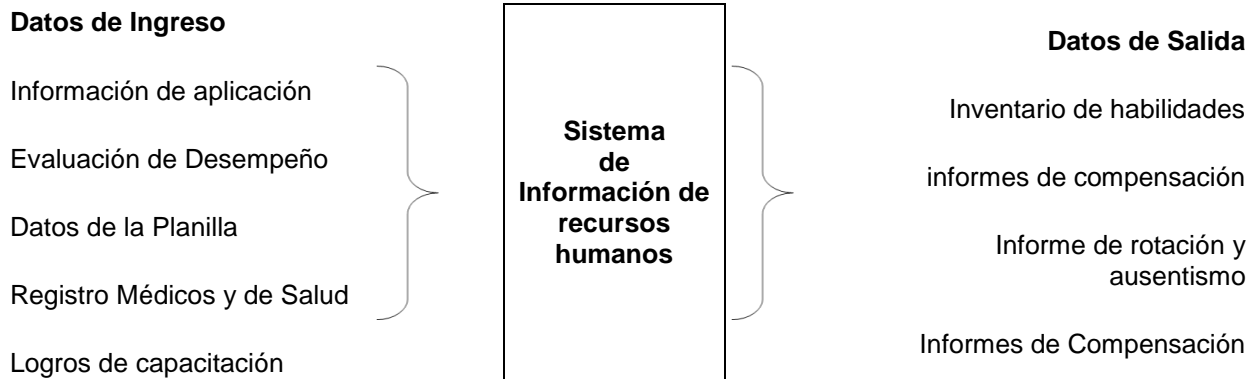 Datos de Ingreso
Información de aplicación
Evaluación de Desempeño
Datos de la Planilla
Registro Médicos y de Salud
Logros de capacitación
Sistema
de
Información de
recursos
humanos
Datos de Salida
Inventario de habilidades
informes de compensación
Informe de rotación y
ausentismo
Informes de Compensación